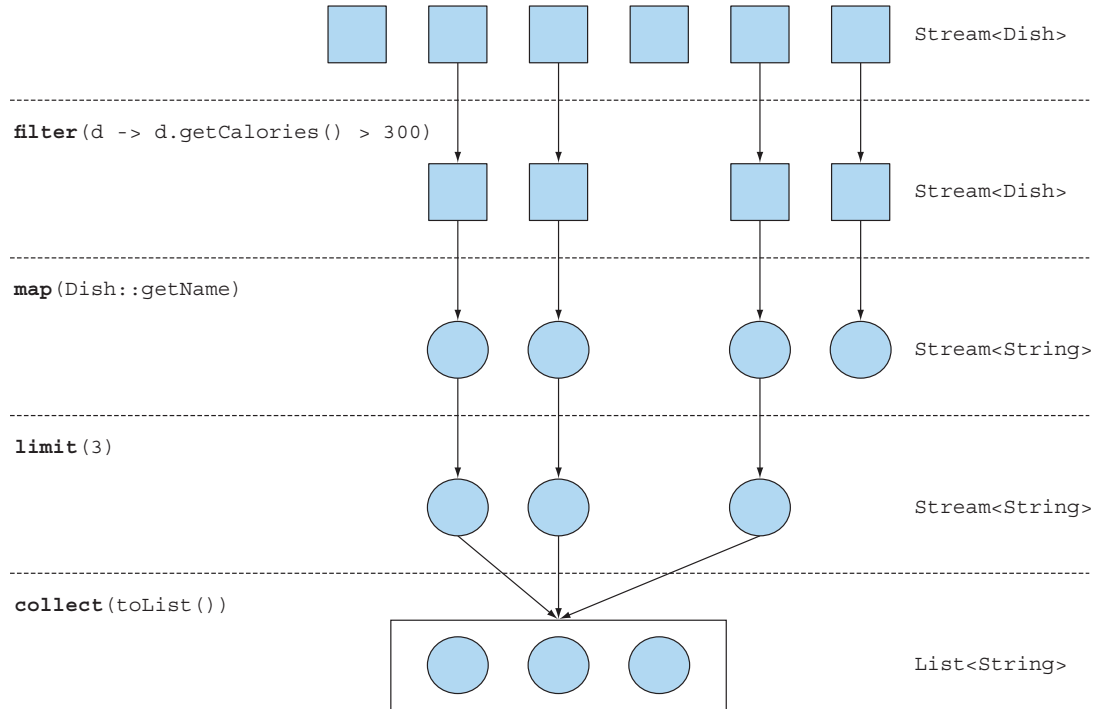 Stream<Dish>
filter(d -> d.getCalories() > 300)
Stream<Dish>
map(Dish::getName)
Stream<String>
limit(3)
Stream<String>
collect(toList())
List<String>